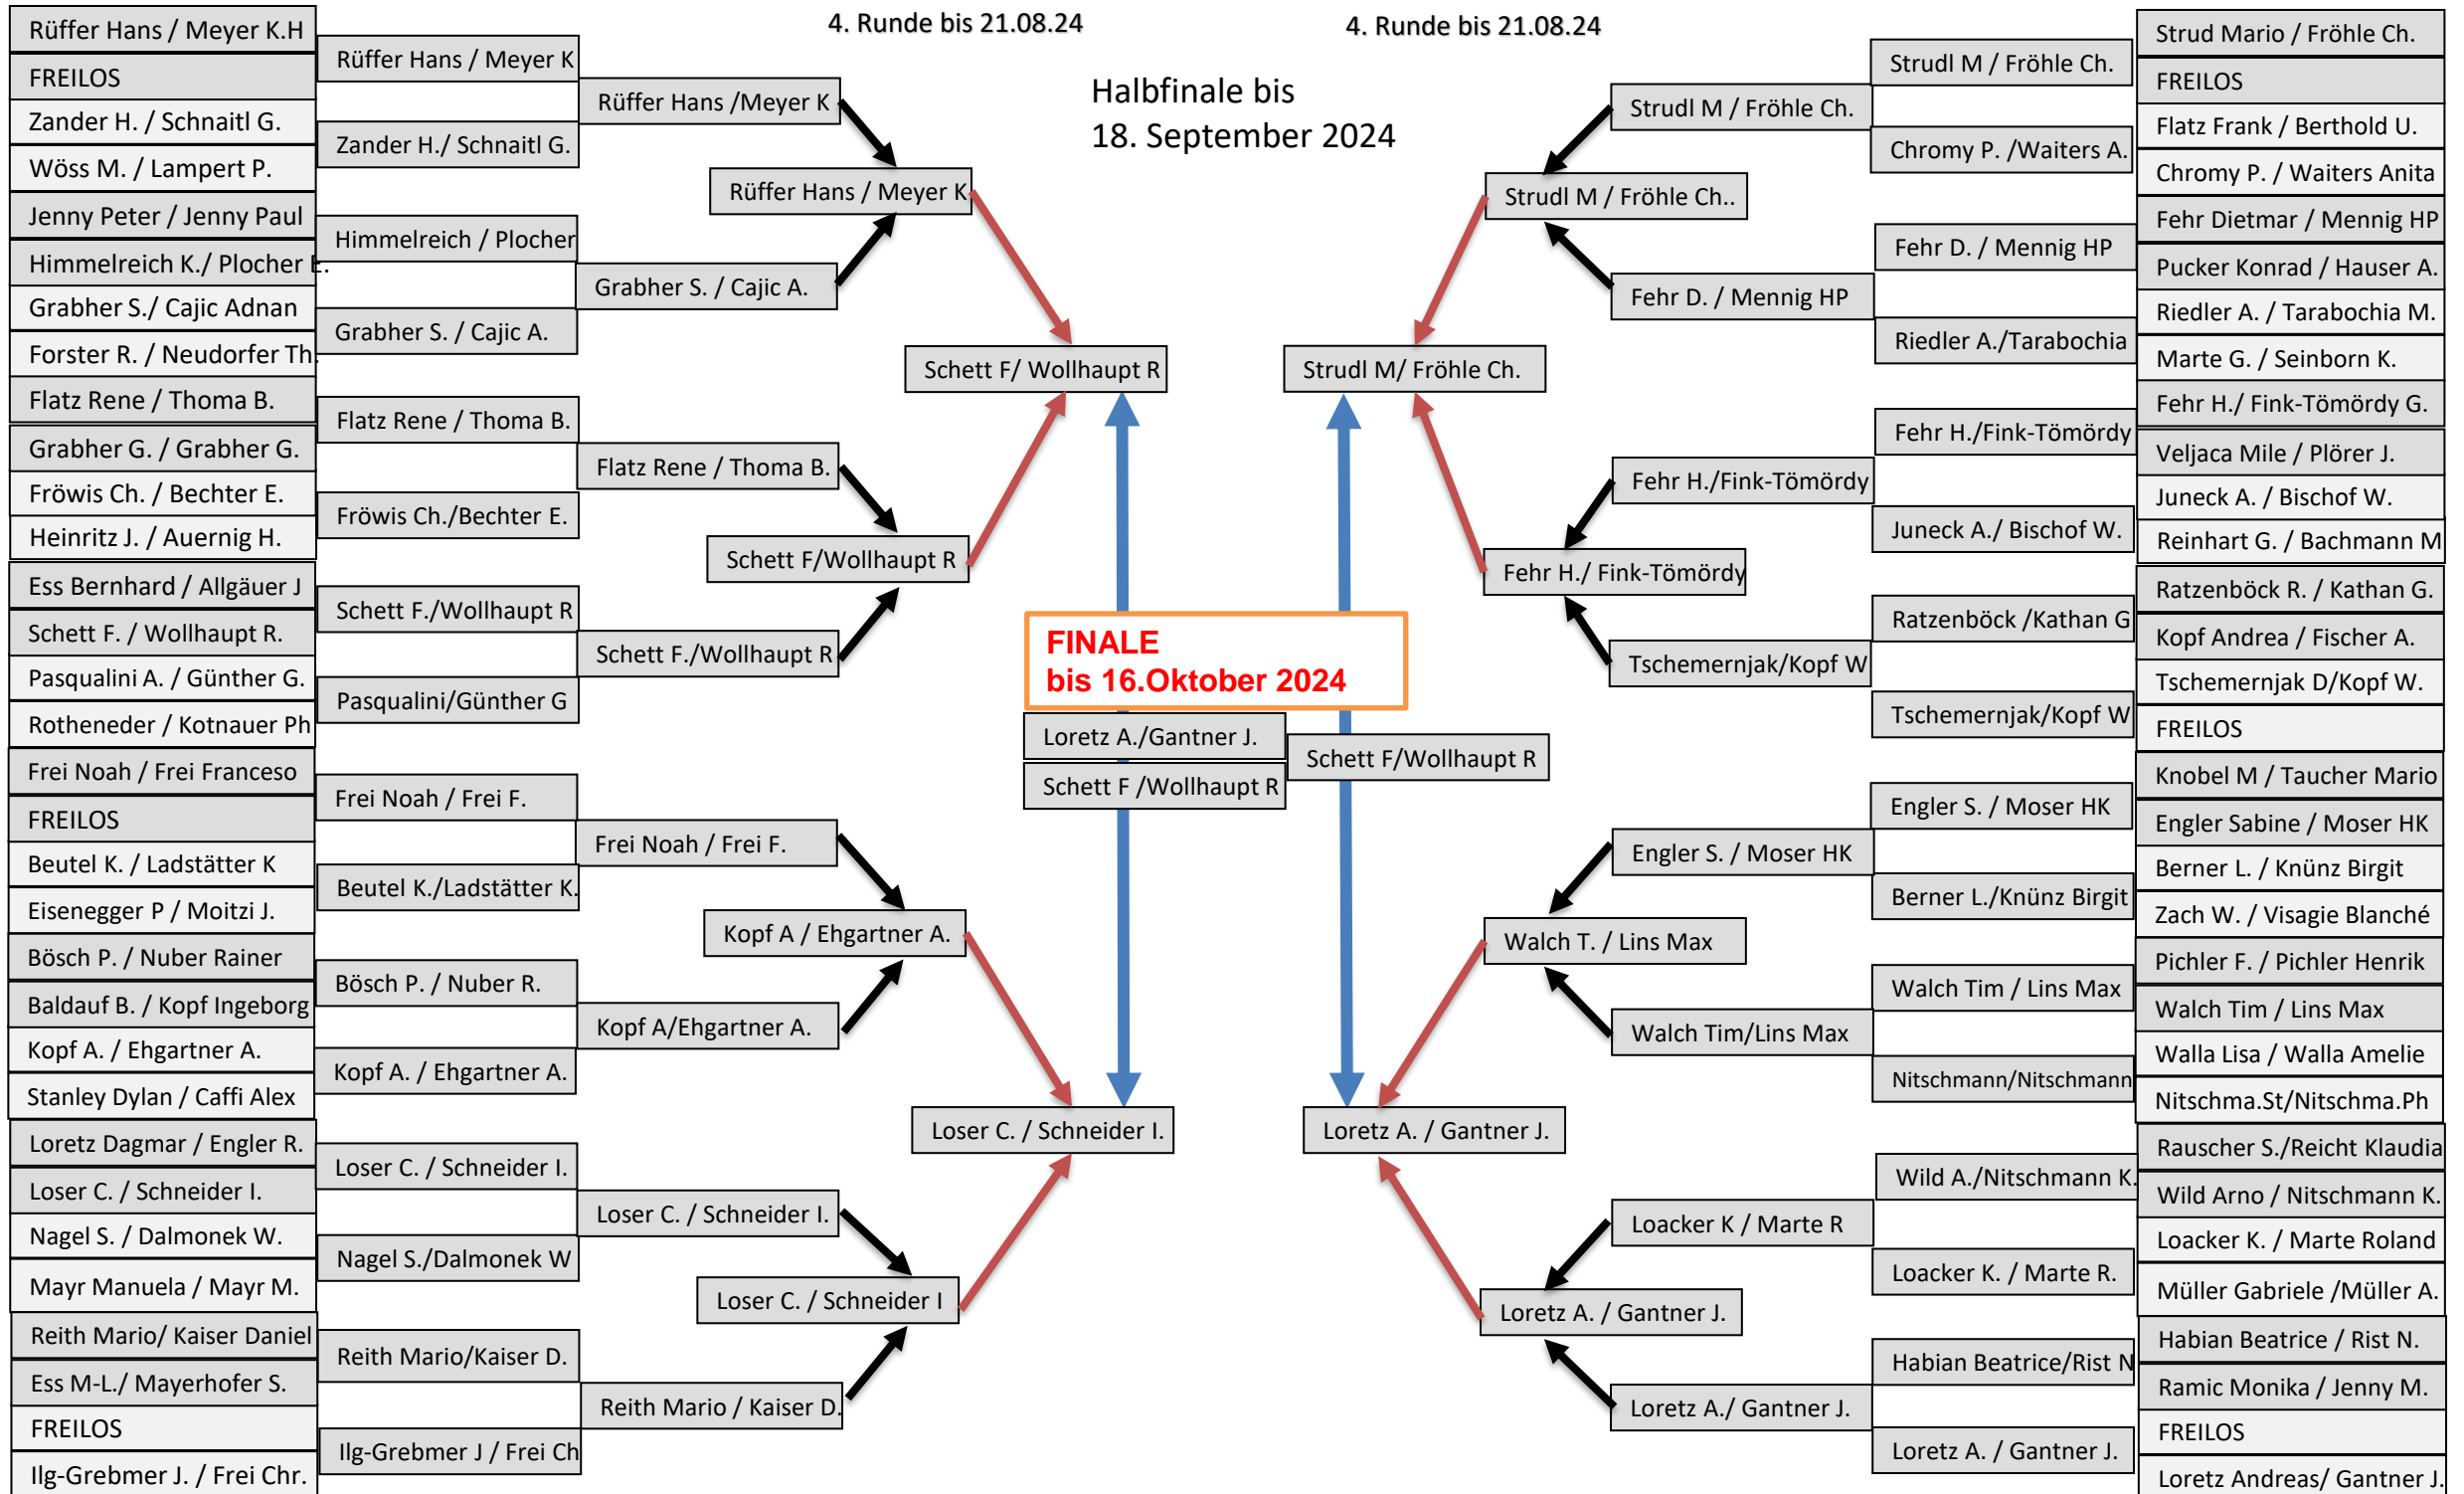 4. Runde bis 21.08.24
4. Runde bis 21.08.24
Halbfinale bis
18. September 2024
Rüffer Hans / Meyer K.H
FREILOS
Zander H. / Schnaitl G.
Wöss M. / Lampert P.
Jenny Peter / Jenny Paul
Himmelreich K./ Plocher E.
Grabher S./ Cajic Adnan
Forster R. / Neudorfer Th.
Flatz Rene / Thoma B.
Grabher G. / Grabher G.
Fröwis Ch. / Bechter E.
Heinritz J. / Auernig H.
Ess Bernhard / Allgäuer J
Schett F. / Wollhaupt R.
Pasqualini A. / Günther G.
Rotheneder / Kotnauer Ph
Frei Noah / Frei Franceso
FREILOS
Beutel K. / Ladstätter K
Eisenegger P / Moitzi J.
Bösch P. / Nuber Rainer
Baldauf B. / Kopf Ingeborg
Kopf A. / Ehgartner A.
Stanley Dylan / Caffi Alex
Loretz Dagmar / Engler R.
Loser C. / Schneider I.
Nagel S. / Dalmonek W.
Mayr Manuela / Mayr M.
Reith Mario/ Kaiser Daniel
Ess M-L./ Mayerhofer S.
FREILOS
Ilg-Grebmer J. / Frei Chr.
Rüffer Hans / Meyer K
Zander H./ Schnaitl G.
Himmelreich / Plocher
Grabher S. / Cajic A.
Flatz Rene / Thoma B.
Fröwis Ch./Bechter E.
Schett F./Wollhaupt R
Pasqualini/Günther G
Frei Noah / Frei F.
Beutel K./Ladstätter K.
Bösch P. / Nuber R.
Kopf A. / Ehgartner A.
Loser C. / Schneider I.
Nagel S./Dalmonek W
Reith Mario/Kaiser D.
Ilg-Grebmer J / Frei Ch
Rüffer Hans /Meyer K
Grabher S. / Cajic A.
Flatz Rene / Thoma B.
Schett F./Wollhaupt R
Frei Noah / Frei F.
Kopf A/Ehgartner A.
Loser C. / Schneider I.
Reith Mario / Kaiser D.
Rüffer Hans / Meyer K
Schett F/Wollhaupt R
Kopf A / Ehgartner A.
Loser C. / Schneider I
Schett F/ Wollhaupt R
Loser C. / Schneider I.
FINALE
bis 16.Oktober 2024
Loretz A./Gantner J.
Schett F /Wollhaupt R
Schett F/Wollhaupt R
Strudl M/ Fröhle Ch.
Loretz A. / Gantner J.
Strudl M / Fröhle Ch..
Fehr H./ Fink-Tömördy
Walch T. / Lins Max
Loretz A. / Gantner J.
Strudl M / Fröhle Ch.
Fehr D. / Mennig HP
Fehr H./Fink-Tömördy
Tschemernjak/Kopf W
Engler S. / Moser HK
Walch Tim/Lins Max
Loacker K / Marte R
Loretz A./ Gantner J.
Strudl M / Fröhle Ch.
Chromy P. /Waiters A.
Fehr D. / Mennig HP
Riedler A./Tarabochia
Fehr H./Fink-Tömördy
Juneck A./ Bischof W.
Ratzenböck /Kathan G
Tschemernjak/Kopf W
Engler S. / Moser HK
Berner L./Knünz Birgit
Walch Tim / Lins Max
Nitschmann/Nitschmann
Wild A./Nitschmann K.
Loacker K. / Marte R.
Habian Beatrice/Rist N
Loretz A. / Gantner J.
Strud Mario / Fröhle Ch.
FREILOS
Flatz Frank / Berthold U.
Chromy P. / Waiters Anita
Fehr Dietmar / Mennig HP
Pucker Konrad / Hauser A.
Riedler A. / Tarabochia M.
Marte G. / Seinborn K.
Fehr H./ Fink-Tömördy G.
Veljaca Mile / Plörer J.
Juneck A. / Bischof W.
Reinhart G. / Bachmann M
Ratzenböck R. / Kathan G.
Kopf Andrea / Fischer A.
Tschemernjak D/Kopf W.
FREILOS
Knobel M / Taucher Mario
Engler Sabine / Moser HK
Berner L. / Knünz Birgit
Zach W. / Visagie Blanché
Pichler F. / Pichler Henrik
Walch Tim / Lins Max
Walla Lisa / Walla Amelie
Nitschma.St/Nitschma.Ph
Rauscher S./Reicht Klaudia
Wild Arno / Nitschmann K.
Loacker K. / Marte Roland
Müller Gabriele /Müller A.
Habian Beatrice / Rist N.
Ramic Monika / Jenny M.
FREILOS
Loretz Andreas/ Gantner J.